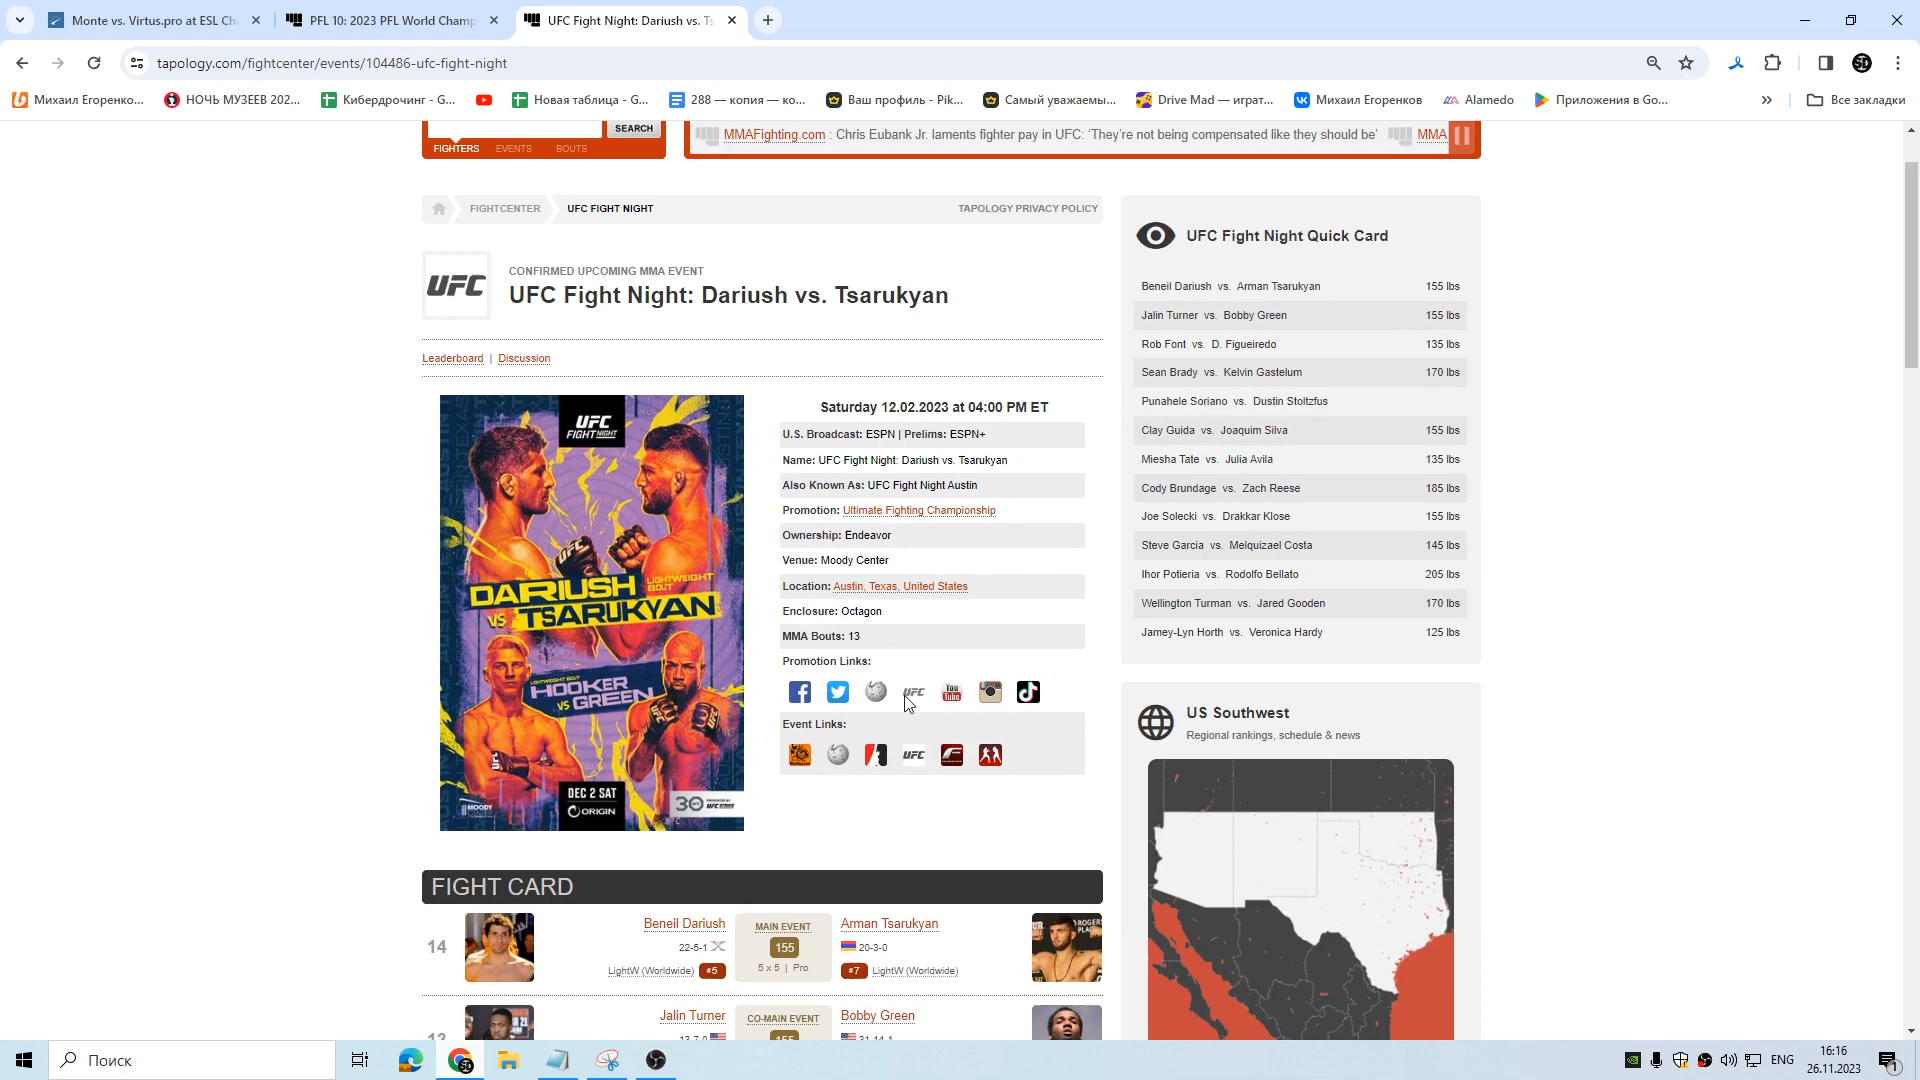 Monte vs. Virtus.pro at ESL Ch
PFL 10: 2023 PFL World Champ
UFC Fight Night: Dariush vs. Ts
tapology.com/fightcenter/events/104486-ufc-fight-night
Михаил Егоренко...
НОЧЬ МУЗЕЕВ 202...
Кибердрочинг - G...
Новая таблица - G...
288 — копия — ко...
Ваш профиль - Pik...
Самый уважаемы...
Drive Mad — играт...
Михаил Егоренков
Alamedo
Приложения в Go...
Все закладки
SEARCH
FIGHTERS
EVENTS
BOUTS
MMAFighting.com : Chris Eubank Jr. laments fighter pay in UFC: ‘They’re not being compensated like they should be’
MMA
FIGHTCENTER
UFC FIGHT NIGHT
TAPOLOGY PRIVACY POLICY
UFC
CONFIRMED UPCOMING MMA EVENT
UFC Fight Night: Dariush vs. Tsarukyan
Leaderboard | Discussion
UFC
FIGHT NIGHT
DARIUSH
LIGHTWEIGHT
BOUT
VS TSARUKYAN
LIGHTWEIGHT BOUT
HOOKER
VS GREEN
MOODY
DEC 2 SAT
ORIGIN
30
Saturday 12.02.2023 at 04:00 PM ET
U.S. Broadcast: ESPN | Prelims: ESPN+
Name: UFC Fight Night: Dariush vs. Tsarukyan
Also Known As: UFC Fight Night Austin
Promotion: Ultimate Fighting Championship
Ownership: Endeavor
Venue: Moody Center
Location: Austin, Texas, United States
Enclosure: Octagon
MMA Bouts: 13
Promotion Links:
UFC
You
Tube
Event Links:
UFC
UFC Fight Night Quick Card
Beneil Dariush vs. Arman Tsarukyan 155 lbs
Jalin Turner vs. Bobby Green 155 lbs
Rob Font vs. D. Figueiredo 135 lbs
Sean Brady vs. Kelvin Gastelum 170 lbs
Punahele Soriano vs. Dustin Stoltzfus
Clay Guida vs. Joaquim Silva 155 lbs
Miesha Tate vs. Julia Avila 135 lbs
Cody Brundage vs. Zach Reese 185 lbs
Joe Solecki vs. Drakkar Klose 155 lbs
Steve Garcia vs. Melquizael Costa 145 lbs
Ihor Potieria vs. Rodolfo Bellato 205 lbs
Wellington Turman vs. Jared Gooden 170 lbs
Jamey-Lyn Horth vs. Veronica Hardy 125 lbs
US Southwest
Regional rankings, schedule & news
FIGHT CARD
14
Beneil Dariush
22-5-1
LightW (Worldwide) #5
MAIN EVENT
155
5 x 5 | Pro
Arman Tsarukyan
20-3-0
#7 LightW (Worldwide)
Jalin Turner
CO-MAIN EVENT
Bobby Green
Поиск
ENG
16:16
26.11.2023
1